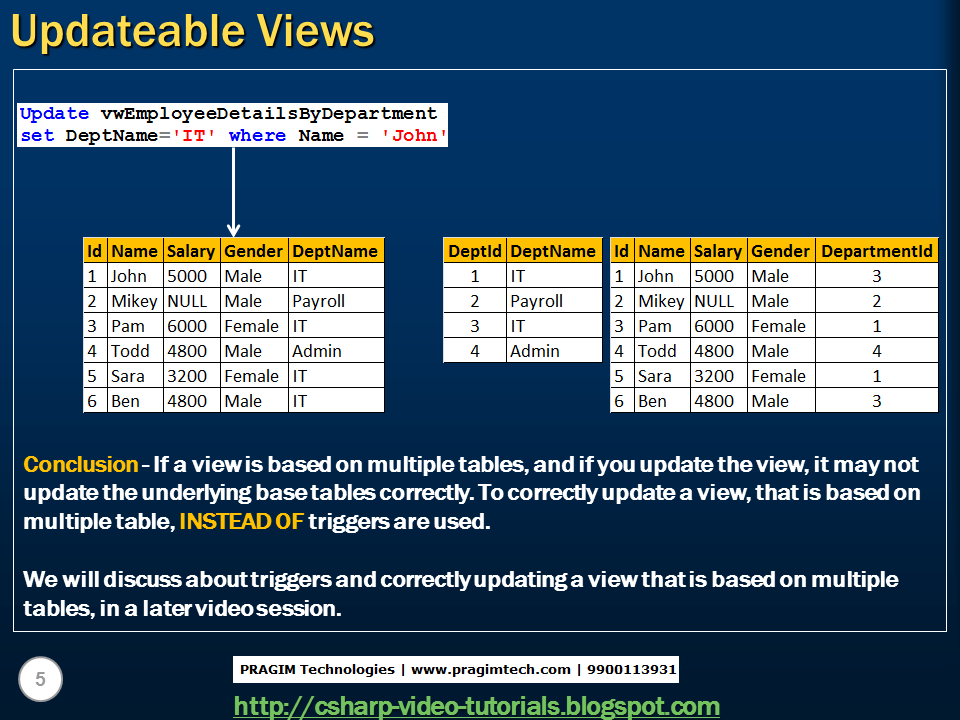 Updateable Views
Update vwEmployeeDetailsByDepartment
set DeptName='IT' where Name = 'John'
Id Name Salary Gender DeptName
1 John 5000 Male IT
2 Mikey NULL Male Payroll
3 Pam 6000 Female IT
4 Todd 4800 Male Admin
5 Sara 3200 Female IT
6 Ben 4800 Male IT
DeptId DeptName
1 IT
2 Payroll
3 IT
4 Admin
Id Name Salary Gender DepartmentId
1 John 5000 Male 3
2 Mikey NULL Male 2
3 Pam 6000 Female 1
4 Todd 4800 Male 4
5 Sara 3200 Female 1
6 Ben 4800 Male 3
Conclusion - If a view is based on multiple tables, and if you update the view, it may not
update the underlying base tables correctly. To correctly update a view, that is based on
multiple table, INSTEAD OF triggers are used.
We will discuss about triggers and correctly updating a view that is based on multiple
tables, in a later video session.
5
PRAGIM Technologies | www.pragimtech.com | 9900113931
http://csharp-video-tutorials.blogspot.com